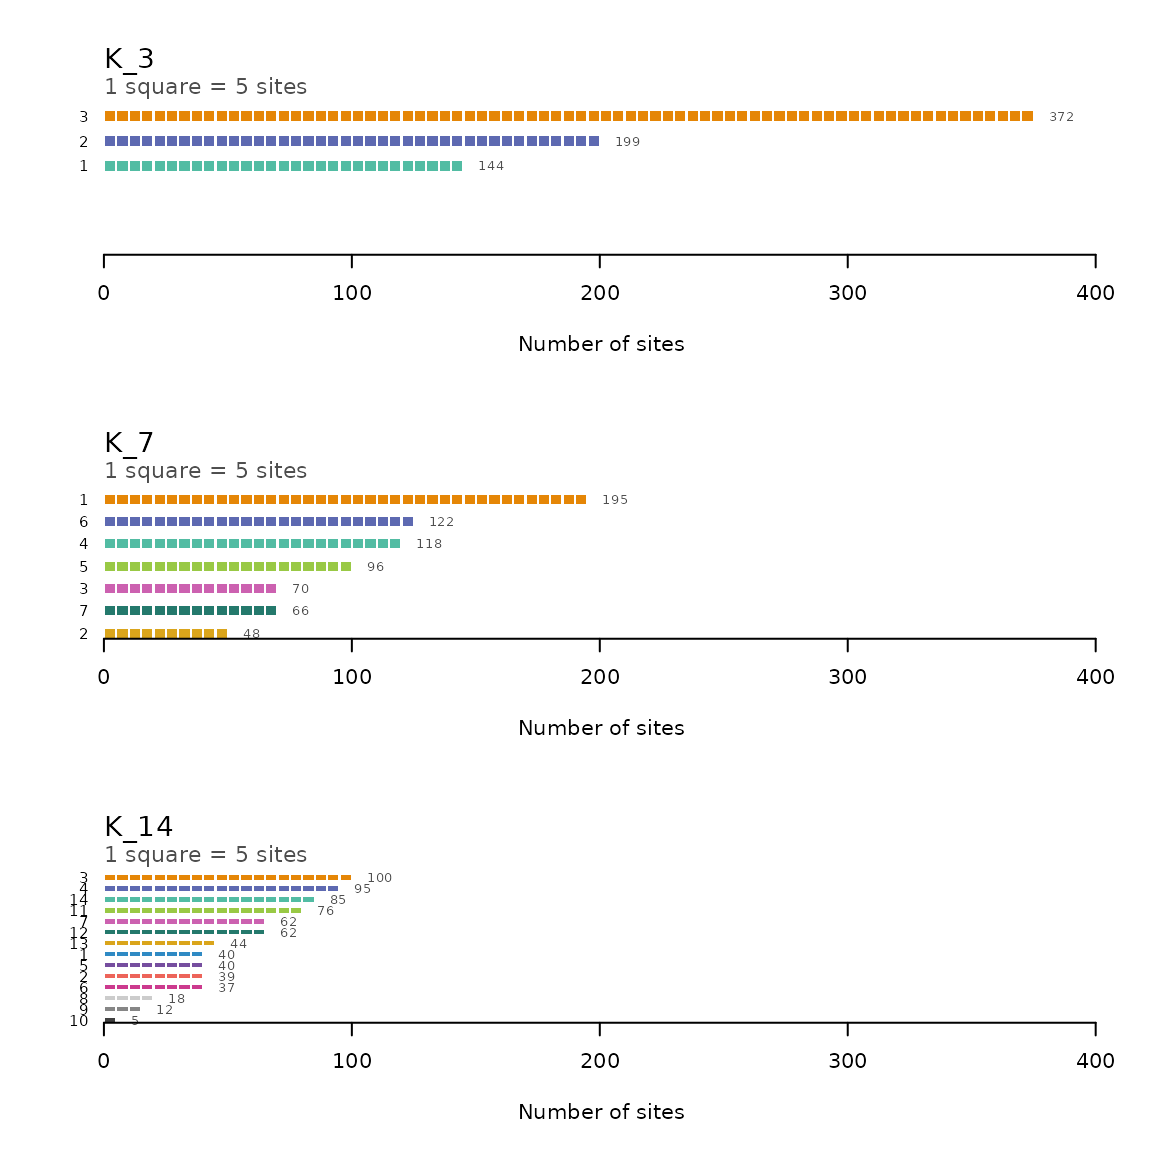 K_3
1 square = 5 sites
3 372
2 199
1 144
0 100 200 300 400
Number of sites
K_7
1 square = 5 sites
1 195
6 122
4 118
5 96
3 70
7 66
2 48
0 100 200 300 400
Number of sites
K_14
1 square = 5 sites
3 100
4 95
14 85
11 76
7 62
12 62
13 44
1 40
5 40
2 39
6 37
8 18
9 12
10 5
0 100 200 300 400
Number of sites